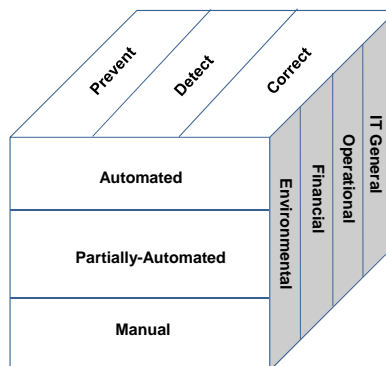 Prevent
Detect
Correct
Automated
Partially-Automated
Manual
Environmental
Financial
Operational
IT General